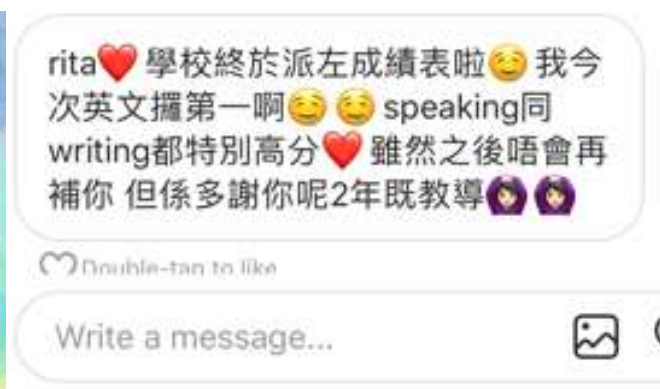 rita❤️ 學校終於派左成績表啦☺️ 我今
次英文攞第一啊☺️ ☺️ speaking同
writing都特別高分❤️ 雖然之後唔會再
補你 但係多謝你呢2年既教導🙆🏻‍♀️ 🙆🏻‍♀️
Double-tap to like
Write a message...